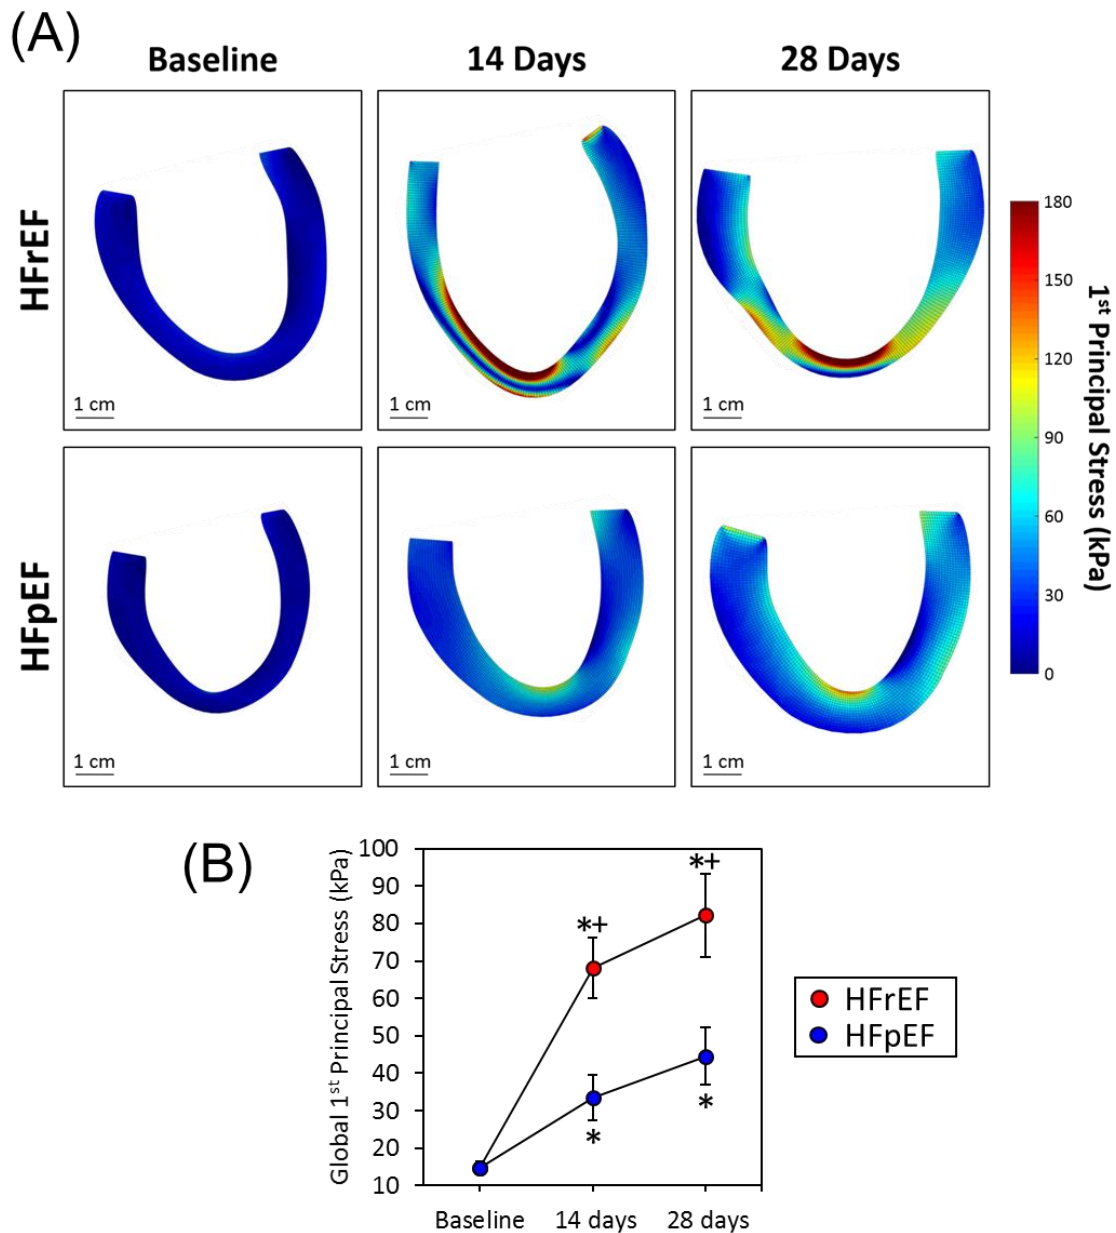 (A)
Baseline
14 Days
28 Days
HFrEF
1 cm
1 cm
1 cm
HFpEF
1 cm
1 cm
1 cm
180
150
120
90
60
30
0
1st Principal Stress (kPa)
(B)
Global 1st Principal Stress (kPa)
100
90
80
70
60
50
40
30
20
10
*+
*+
*
*
Baseline
14 days
28 days
HFrEF
HFpEF